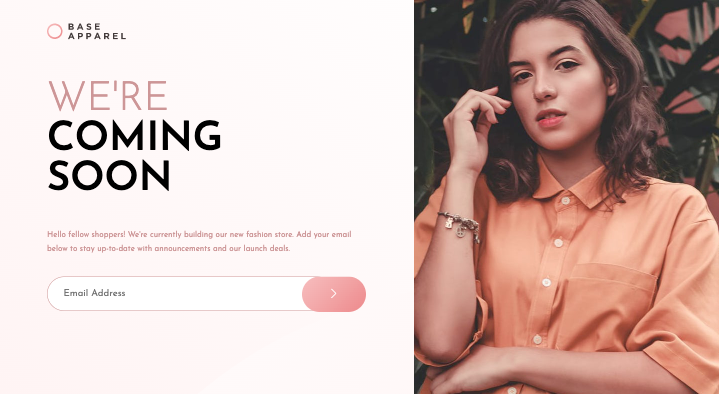 BASE
APPAREL
WE'RE
COMING
SOON
Hello fellow shoppers! We're currently building our new fashion store. Add your email
below to stay up-to-date with announcements and our launch deals.
Email Address